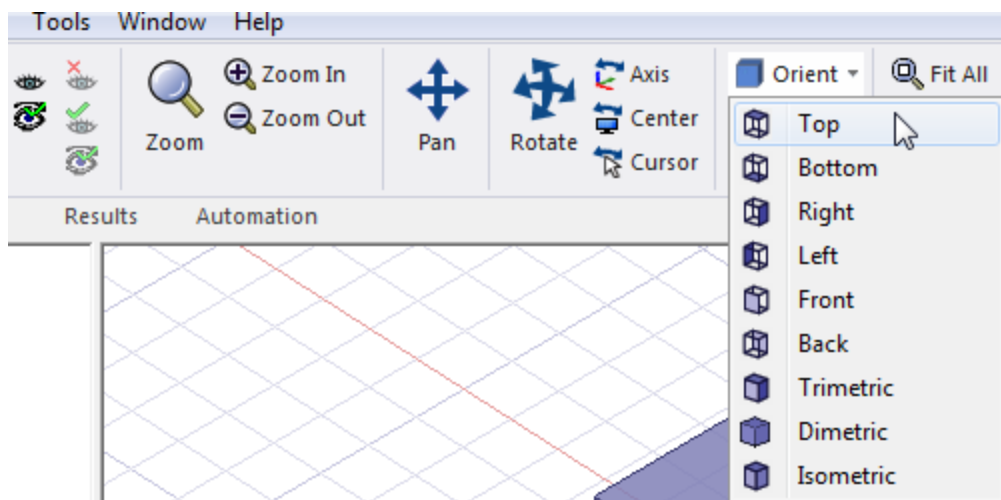 Tools Window Help
Zoom In
Zoom Out
Zoom
Pan
Rotate
Axis
Center
Cursor
Orient
Fit All
Top
Bottom
Right
Left
Front
Back
Trimetric
Dimetric
Isometric
Results Automation